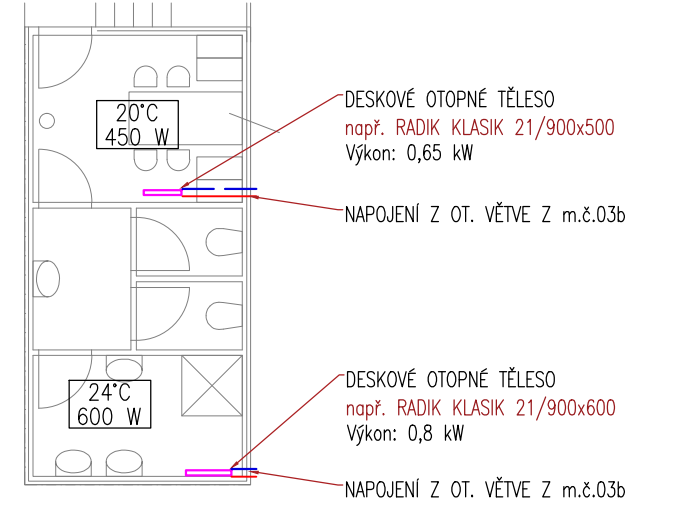 DESKOVÉ OTOPNÉ TĚLESO
např. RADIK KLASIK 21/900x500
Výkon: 0,65 kW
20°C
450 W
NAPOJENÍ Z OT. VĚTVE Z m.č.03b
DESKOVÉ OTOPNÉ TĚLESO
např. RADIK KLASIK 21/900x600
Výkon: 0,8 kW
24°C
600 W
NAPOJENÍ Z OT. VĚTVE Z m.č.03b